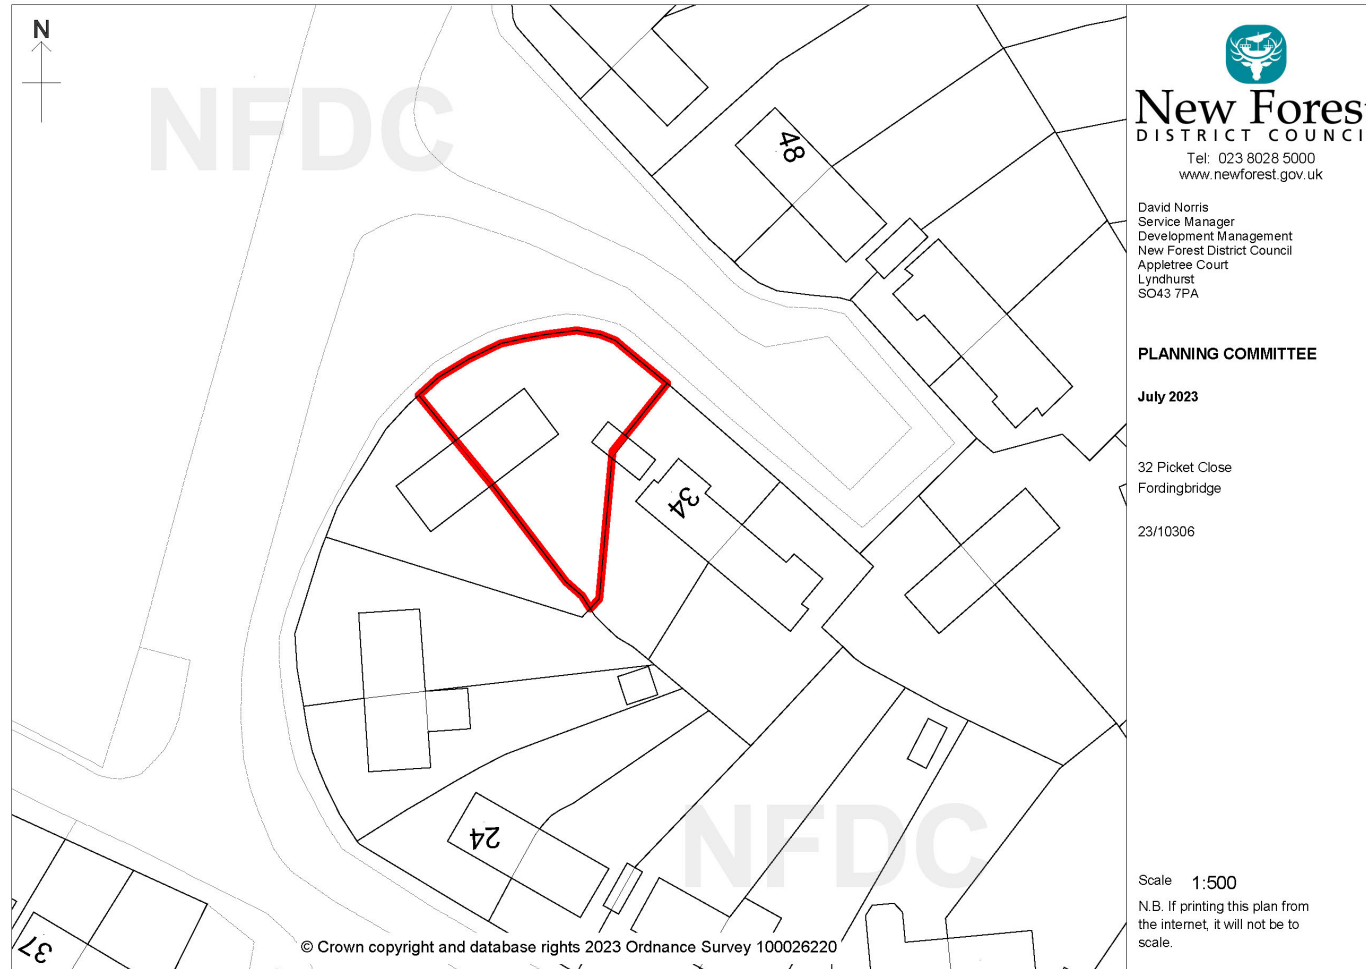 N
NFDC
48
34
24
37
NFDC
© Crown copyright and database rights 2023 Ordnance Survey 100026220
New Fores
DISTRICT COUNCI
Tel: 023 8028 5000
www.newforest.gov.uk
David Norris
Service Manager
Development Management
New Forest District Council
Appletree Court
Lyndhurst
SO43 7PA
PLANNING COMMITTEE
July 2023
32 Picket Close
Fordingbridge
23/10306
Scale 1:500
N.B. If printing this plan from
the internet, it will not be to
scale.